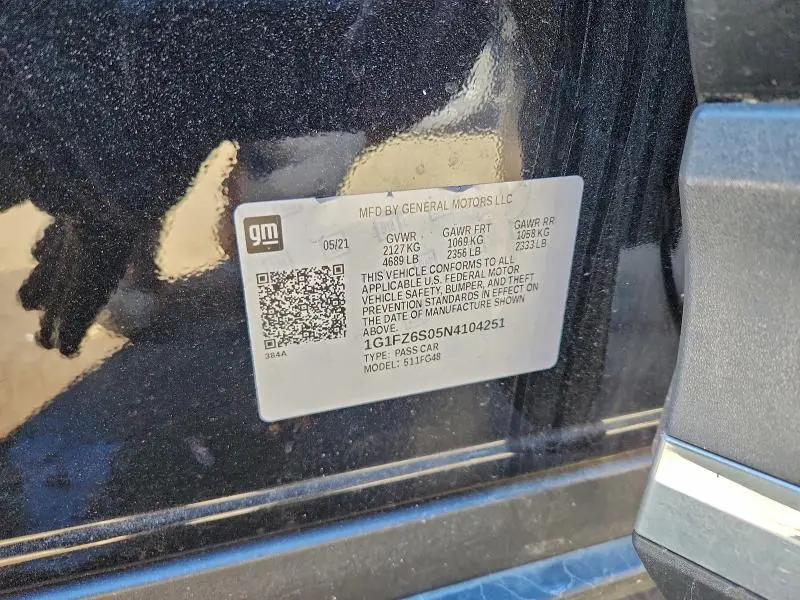 MFD BY GENERAL MOTORS LLC
gm
05/21
GVWR
2127 KG
4689 LB
GAWR FRT
1069 KG
2356 LB
GAWR RR
1058 KG
2333 LB
THIS VEHICLE CONFORMS TO ALL
APPLICABLE U.S. FEDERAL MOTOR
VEHICLE SAFETY, BUMPER, AND THEFT
PREVENTION STANDARDS IN EFFECT ON
THE DATE OF MANUFACTURE SHOWN
ABOVE.
1G1FZ6S05N4104251
TYPE: PASS CAR
MODEL: 511FG48
384A